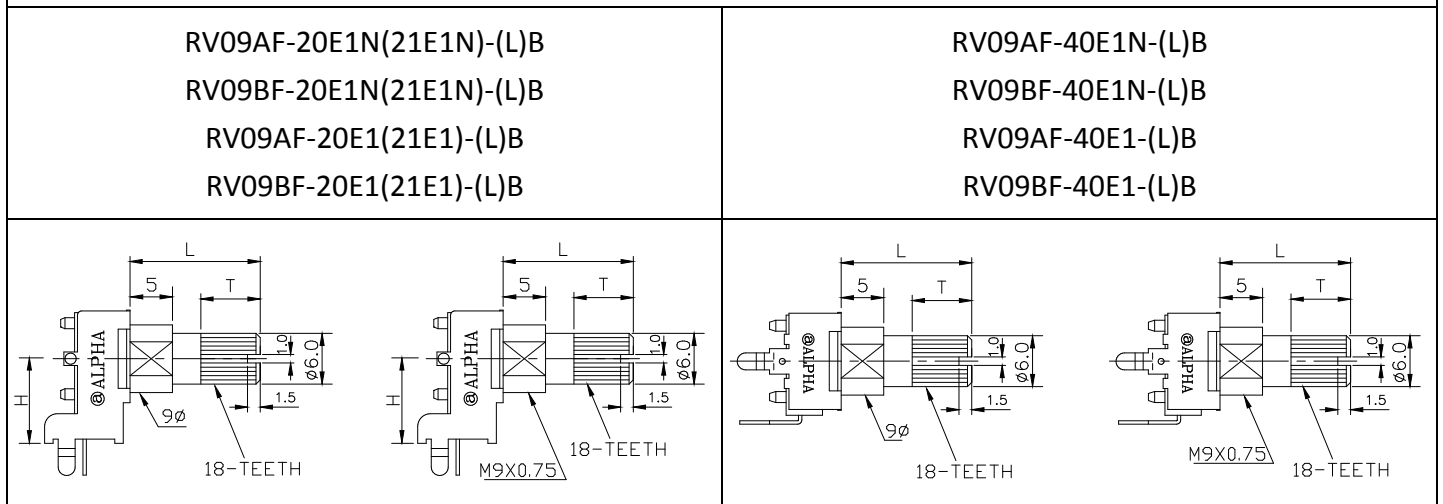 RV09AF-20E1N(21E1N)-(L)B
RV09BF-20E1N(21E1N)-(L)B
RV09AF-20E1(21E1)-(L)B
RV09BF-20E1(21E1)-(L)B
RV09AF-40E1N-(L)B
RV09BF-40E1N-(L)B
RV09AF-40E1-(L)B
RV09BF-40E1-(L)B
L
5
T
@ALPHA
1.0
ø6.0
H
1.5
9ø
18-TEETH
L
5
T
@ALPHA
1.0
ø6.0
H
1.5
18-TEETH
M9X0.75
L
5
T
@ALPHA
1.0
ø6.0
1.5
9ø
18-TEETH
L
5
T
@ALPHA
1.0
ø6.0
1.5
M9X0.75
18-TEETH